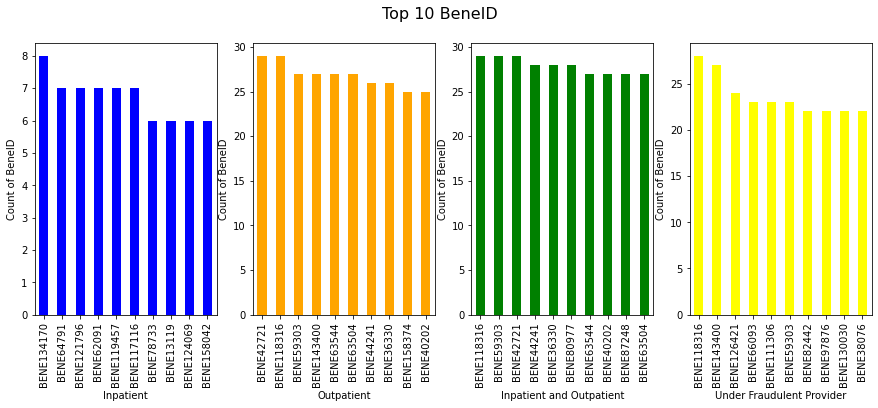 Top 10 BeneID
Count of BeneID
8
7
6
5
4
3
2
1
0
BENE134170
BENE64791
BENE121796
BENE62091
BENE119457
BENE117116
BENE78733
BENE13119
BENE124069
BENE158042
Inpatient
Count of BeneID
30
25
20
15
10
5
0
BENE42721
BENE118316
BENE59303
BENE143400
BENE63544
BENE63504
BENE44241
BENE36330
BENE158374
BENE40202
Outpatient
Count of BeneID
30
25
20
15
10
5
0
BENE118316
BENE59303
BENE42721
BENE44241
BENE36330
BENE80977
BENE63544
BENE40202
BENE87248
BENE63504
Inpatient and Outpatient
Count of BeneID
25
20
15
10
5
0
BENE118316
BENE143400
BENE126421
BENE66093
BENE111306
BENE59303
BENE82442
BENE97876
BENE130030
BENE38076
Under Fraudulent Provider